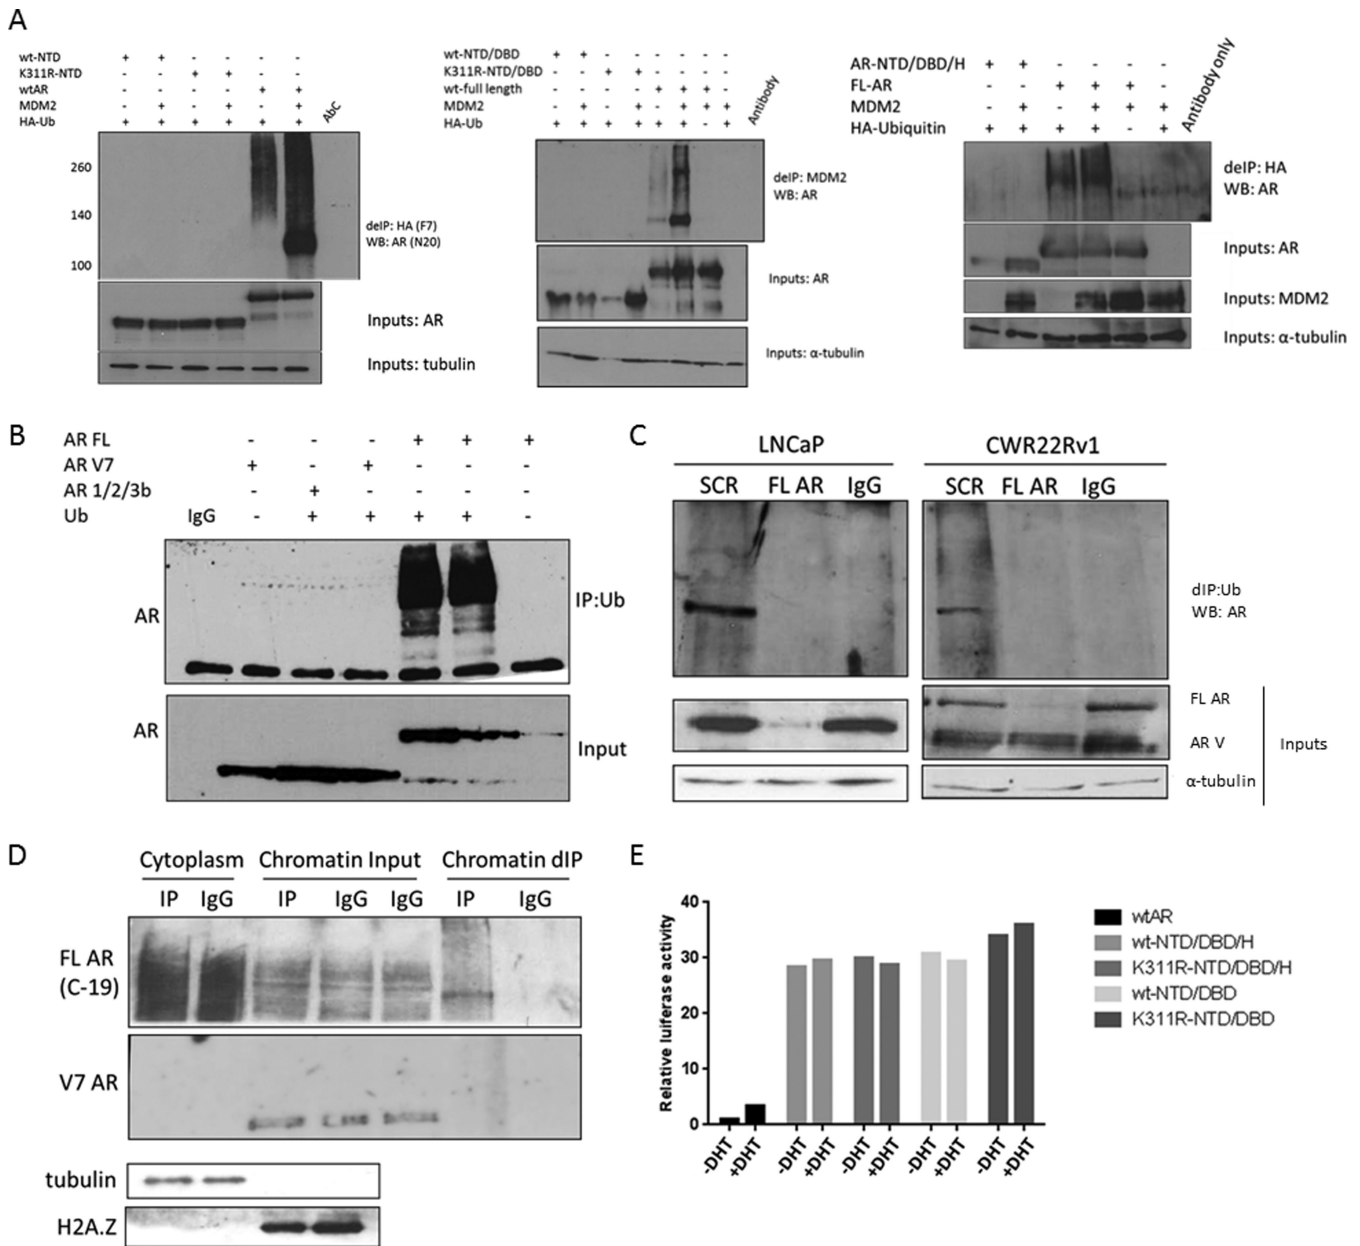 A
wt-NTD + + - - - -
K311R-NTD - - + + - -
wtAR - - - - + +
MDM2 - + - + - +
HA-Ub + + + + + +
AbC
260
140
100
deIP: HA (F7)
WB: AR (N20)
Inputs: AR
Inputs: tubulin
wt-NTD/DBD + + - - - - - -
K311R-NTD/DBD - - + + - - - -
wt-full length - - - - + + + -
MDM2 - + - + - + + +
HA-Ub + + + + + + - +
Antibody
deIP: MDM2
WB: AR
Inputs: AR
Inputs: α-tubulin
AR-NTD/DBD/H + + - - - -
FL-AR - - + + + -
MDM2 - + - + + +
HA-Ubiquitin + + + + - +
Antibody only
deIP: HA
WB: AR
Inputs: AR
Inputs: MDM2
Inputs: α-tubulin
B
AR FL - - - + + +
AR V7 + - + - - -
AR 1/2/3b - + - - - -
Ub IgG - + + + + -
AR
IP:Ub
AR
Input
C
LNCaP CWR22Rv1
SCR FL AR IgG SCR FL AR IgG
dIP:Ub
WB: AR
FL AR
AR V
α-tubulin
Inputs
D
Cytoplasm Chromatin Input Chromatin dIP
IP IgG IP IgG IgG IP IgG
FL AR
(C-19)
V7 AR
tubulin
H2A.Z
E
Relative luiferase activity
40
30
20
10
0
-DHT +DHT -DHT +DHT -DHT +DHT -DHT +DHT -DHT +DHT
wtAR
wt-NTD/DBD/H
K311R-NTD/DBD/H
wt-NTD/DBD
K311R-NTD/DBD